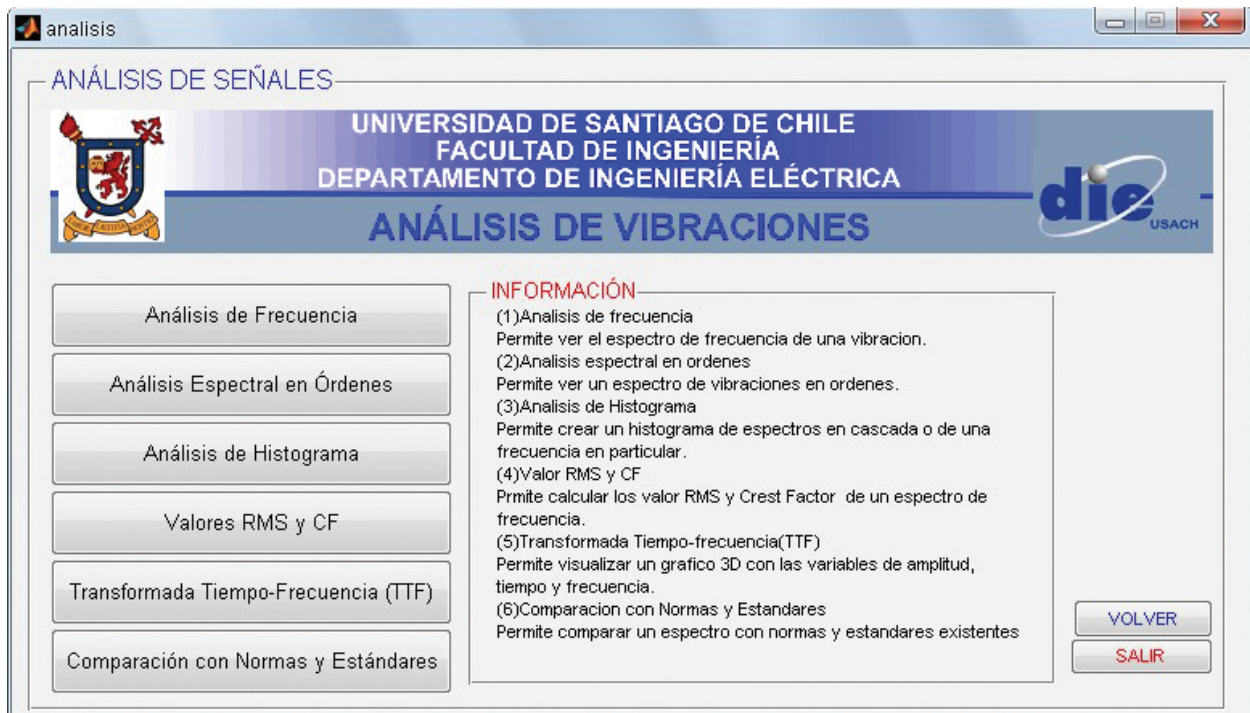 analisis
ANÁLISIS DE SEÑALES
UNIVERSIDAD DE SANTIAGO DE CHILE
FACULTAD DE INGENIERÍA
DEPARTAMENTO DE INGENIERÍA ELÉCTRICA
ANÁLISIS DE VIBRACIONES
die
USACH
Análisis de Frecuencia
Análisis Espectral en Órdenes
Análisis de Histograma
Valores RMS y CF
Transformada Tiempo-Frecuencia (TTF)
Comparación con Normas y Estándares
INFORMACIÓN
(1)Analisis de frecuencia
Permite ver el espectro de frecuencia de una vibracion.
(2)Analisis espectral en ordenes
Permite ver un espectro de vibraciones en ordenes.
(3)Analisis de Histograma
Permite crear un histograma de espectros en cascada o de una
frecuencia en particular.
(4)Valor RMS y CF
Prmite calcular los valor RMS y Crest Factor de un espectro de
frecuencia.
(5)Transformada Tiempo-frecuencia(TTF)
Permite visualizar un grafico 3D con las variables de amplitud,
tiempo y frecuencia.
(6)Comparacion con Normas y Estandares
Permite comparar un espectro con normas y estandares existentes
VOLVER
SALIR